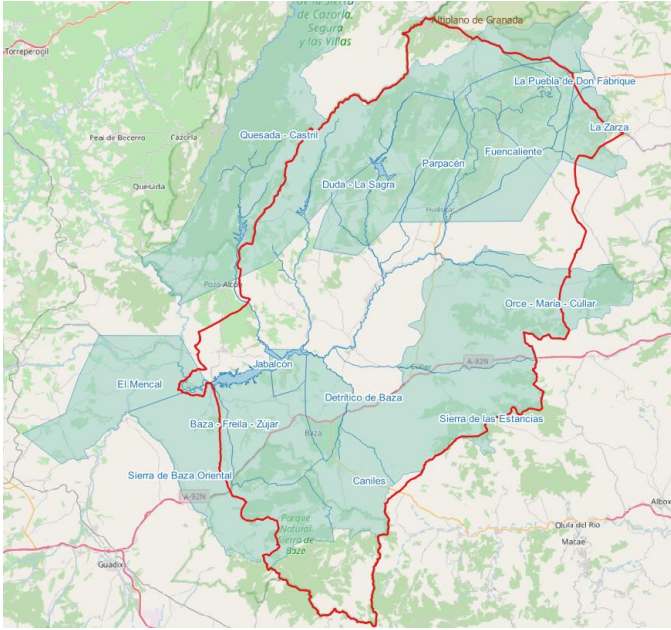 de la Sierra
de Cazorla,
Segura
y las Villas
Altiplano de Granada
Torreperogil
La Puebla de Don Fabrique
La Zarza
Quesada - Castril
Peal de Becerro
Cazorla
Fuencaliente
Parpacén
Duda - La Sagra
Quesada
Huéscar
Pozo Alcón
Orce - Maria - Cúllar
Jabalcón
Cúllar
A-92N
El Mencal
Detrítico de Baza
Baza - Freila - Zújar
Baza
Sierra de las Estancias
Sierra de Baza Oriental
Caniles
A-92N
Parque
Natural
Sierra de
Baza
Albox
Olula del Río
Macael
Guadix